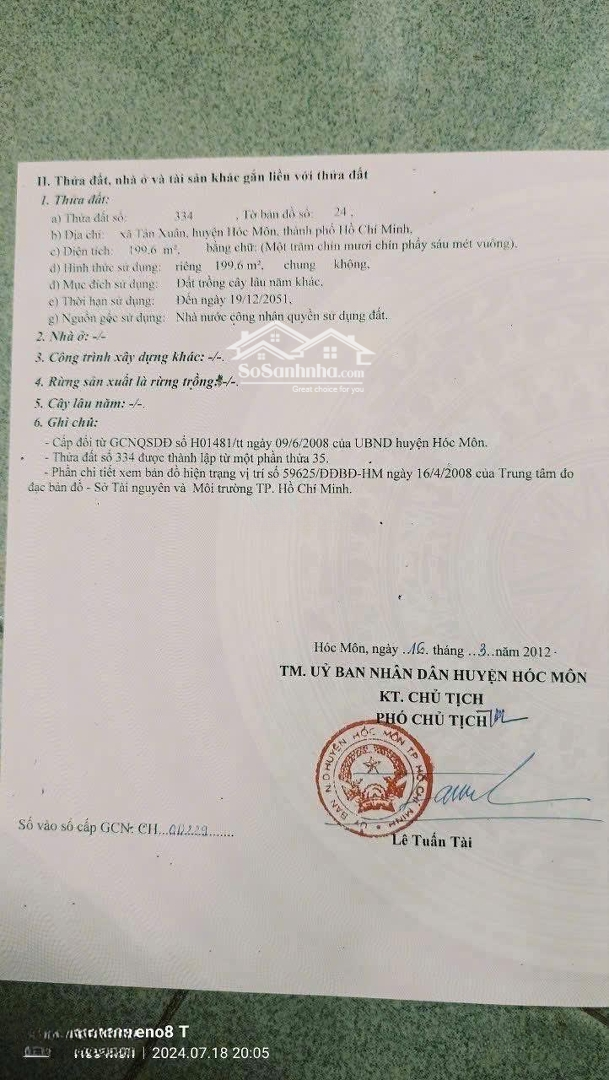 II. Thửa đất, nhà ở và tài sản khác gắn liền với thửa đất
1. Thửa đất:
a) Thửa đất số: 334 , Tờ bản đồ số: 24 ,
b) Địa chỉ: xã Tân Xuân, huyện Hóc Môn, thành phố Hồ Chí Minh,
c) Diện tích: 199.6 m², bằng chữ: (Một trăm chín mươi chín phẩy sáu mét vuông).
d) Hình thức sử dụng: riêng 199.6 m², chung không,
đ) Mục đích sử dụng: Đất trồng cây lâu năm khác,
e) Thời hạn sử dụng: Đến ngày 19/12/2051,
g) Nguồn gốc sử dụng: Nhà nước công nhận quyền sử dụng đất.
2. Nhà ở: -/-
3. Công trình xây dựng khác: -/-.
SoSanhnha.com
Great choice for you
4. Rừng sản xuất là rừng trồng: -/-.
5. Cây lâu năm: -/-.
6. Ghi chú:
- Cấp đổi từ GCNQSDĐ số H01481/tt ngày 09/6/2008 của UBND huyện Hóc Môn.
- Thửa đất số 334 được thành lập từ một phần thửa 35.
- Phần chi tiết xem bản đồ hiện trạng vị trí số 59625/ĐĐBĐ-HM ngày 16/4/2008 của Trung tâm đo
đạc bản đồ - Sở Tài nguyên và Môi trường TP. Hồ Chí Minh.
Hóc Môn, ngày ..16. tháng ..3..năm 2012
TM. UỶ BAN NHÂN DÂN HUYỆN HÓC MÔN
KT. CHỦ TỊCH
PHÓ CHỦ TỊCH
ỦY BAN N.D HUYỆN HÓC MÔN T.P HỒ CHÍ MINH
Số vào sổ cấp GCN: CH...00229.......
Lê Tuấn Tài
eno8 T
2024.07.18 20:05